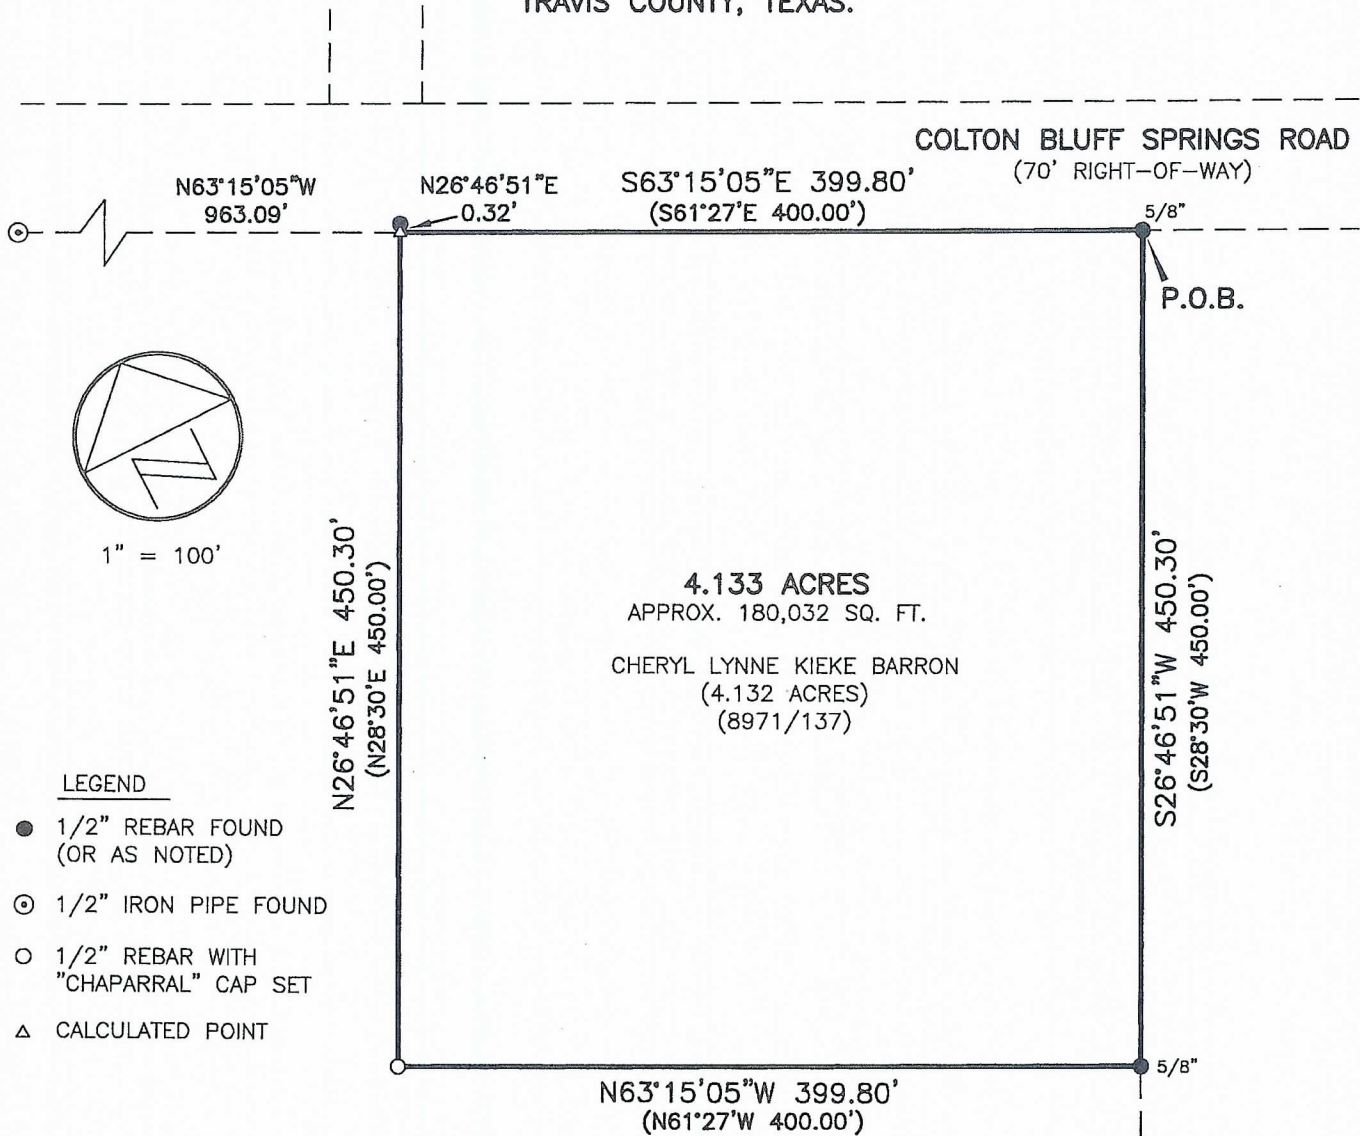 TRAVIS COUNTY, TEXAS.
COLTON BLUFF SPRINGS ROAD
(70' RIGHT-OF-WAY)
N63°15'05"W
963.09'
N26°46'51"E
0.32'
S63°15'05"E 399.80'
(S61°27'E 400.00')
5/8"
P.O.B.
N
1" = 100'
N26°46'51"E 450.30'
(N28°30'E 450.00')
4.133 ACRES
APPROX. 180,032 SQ. FT.
CHERYL LYNNE KIEKE BARRON
(4.132 ACRES)
(8971/137)
S26°46'51"W 450.30'
(S28°30'W 450.00')
LEGEND
1/2" REBAR FOUND
(OR AS NOTED)
1/2" IRON PIPE FOUND
1/2" REBAR WITH
"CHAPARRAL" CAP SET
CALCULATED POINT
5/8"
N63°15'05"W 399.80'
(N61°27'W 400.00')